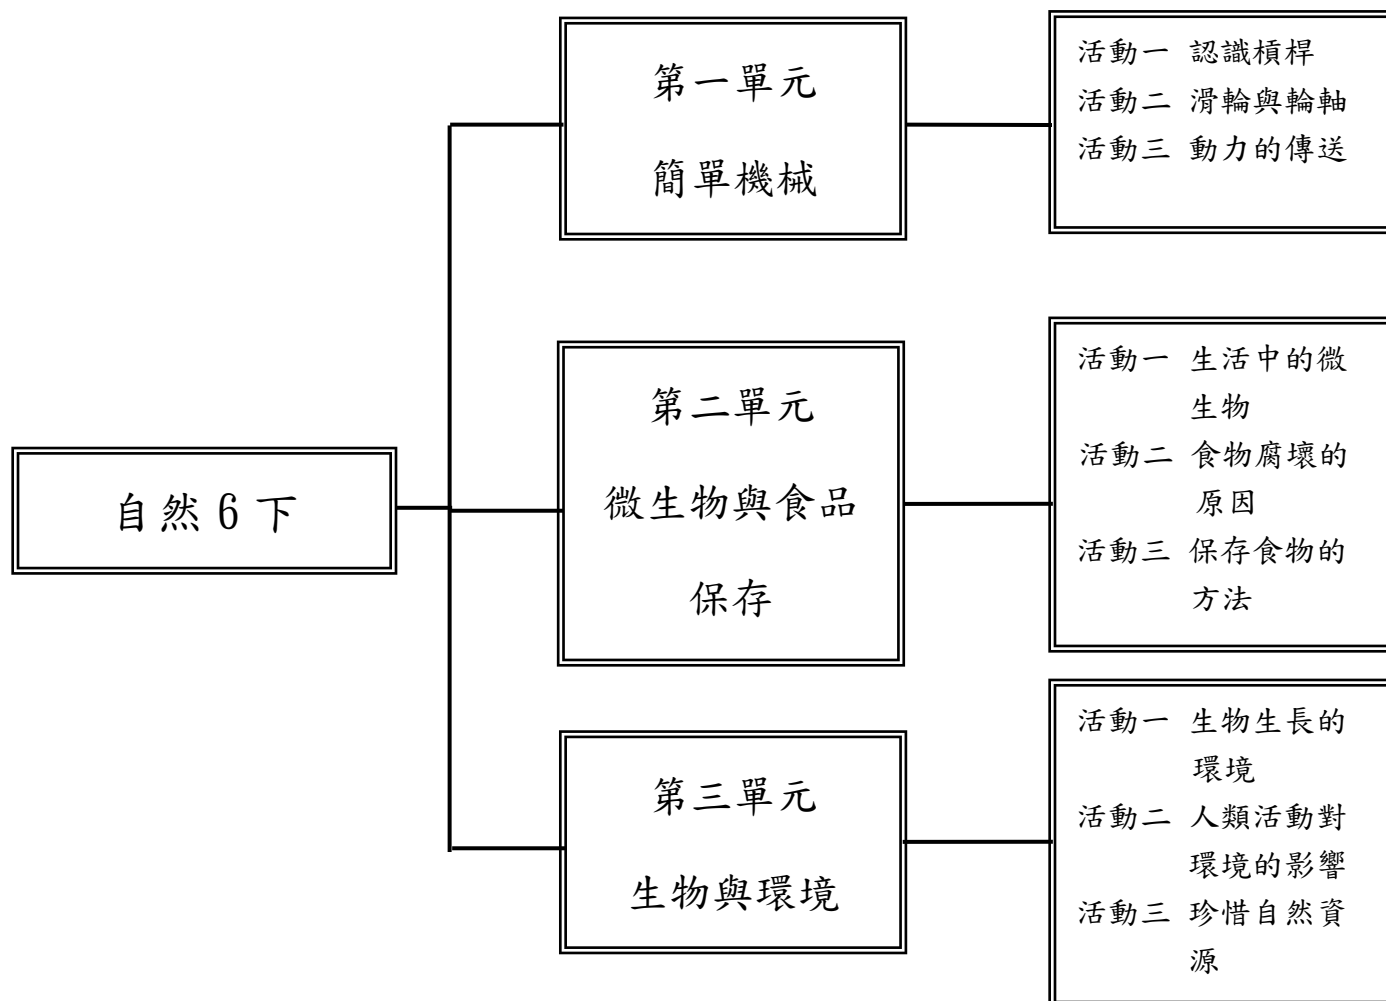 自然6下
第一單元
簡單機械
活動一 認識槓桿
活動二 滑輪與輪軸
活動三 動力的傳送
第二單元
微生物與食品
保存
活動一 生活中的微
生物
活動二 食物腐壞的
原因
活動三 保存食物的
方法
第三單元
生物與環境
活動一 生物生長的
環境
活動二 人類活動對
環境的影響
活動三 珍惜自然資
源